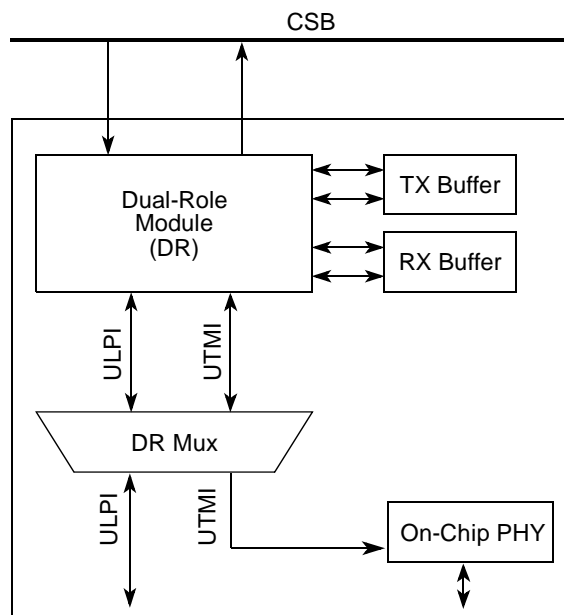 CSB
Dual-Role
Module
(DR)
TX Buffer
RX Buffer
ULPI
UTMI
DR Mux
ULPI
UTMI
On-Chip PHY